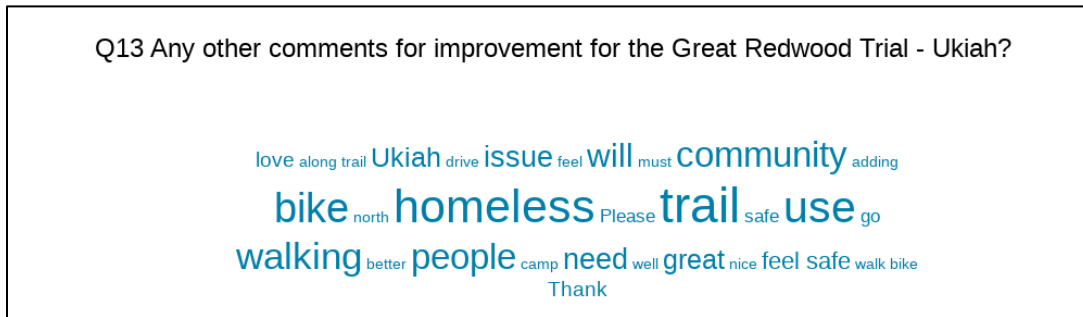 Q13 Any other comments for improvement for the Great Redwood Trial - Ukiah?
love along trail Ukiah drive issue feel will must community adding
bike north homeless Please trail safe use go
walking better people camp need well great nice feel safe walk bike
Thank